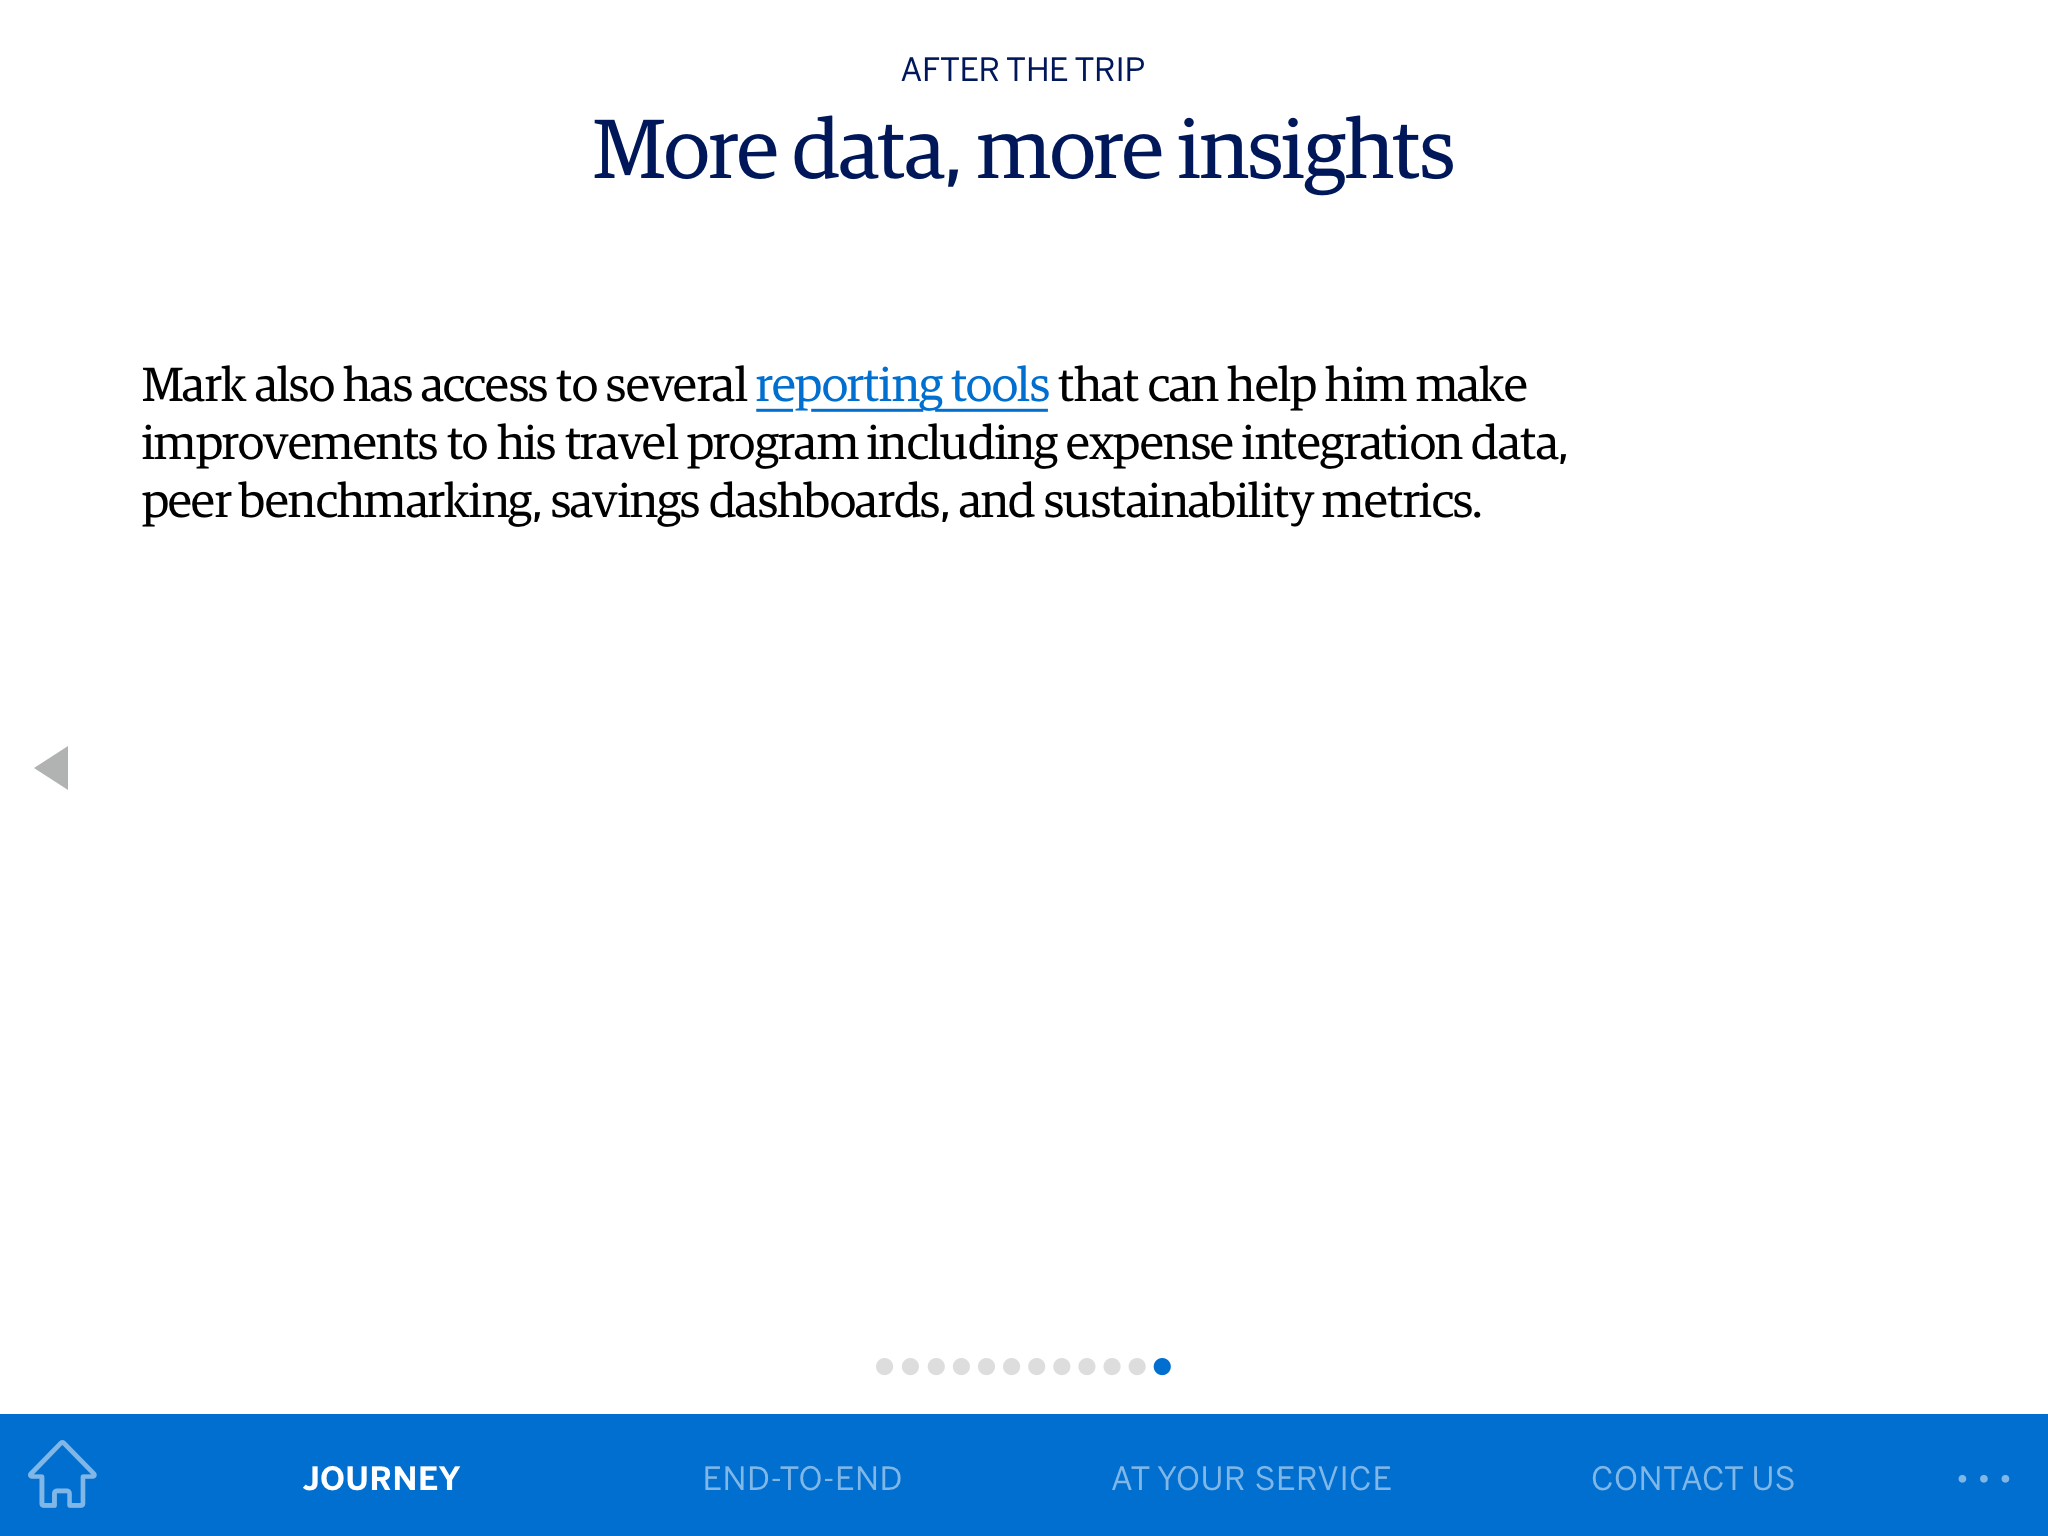 AFTER THE TRIP
More data, more insights
Mark also has access to several reporting tools that can help him make
improvements to his travel program including expense integration data,
peer benchmarking, savings dashboards, and sustainability metrics.
JOURNEY
END-TO-END
AT YOUR SERVICE
CONTACT US